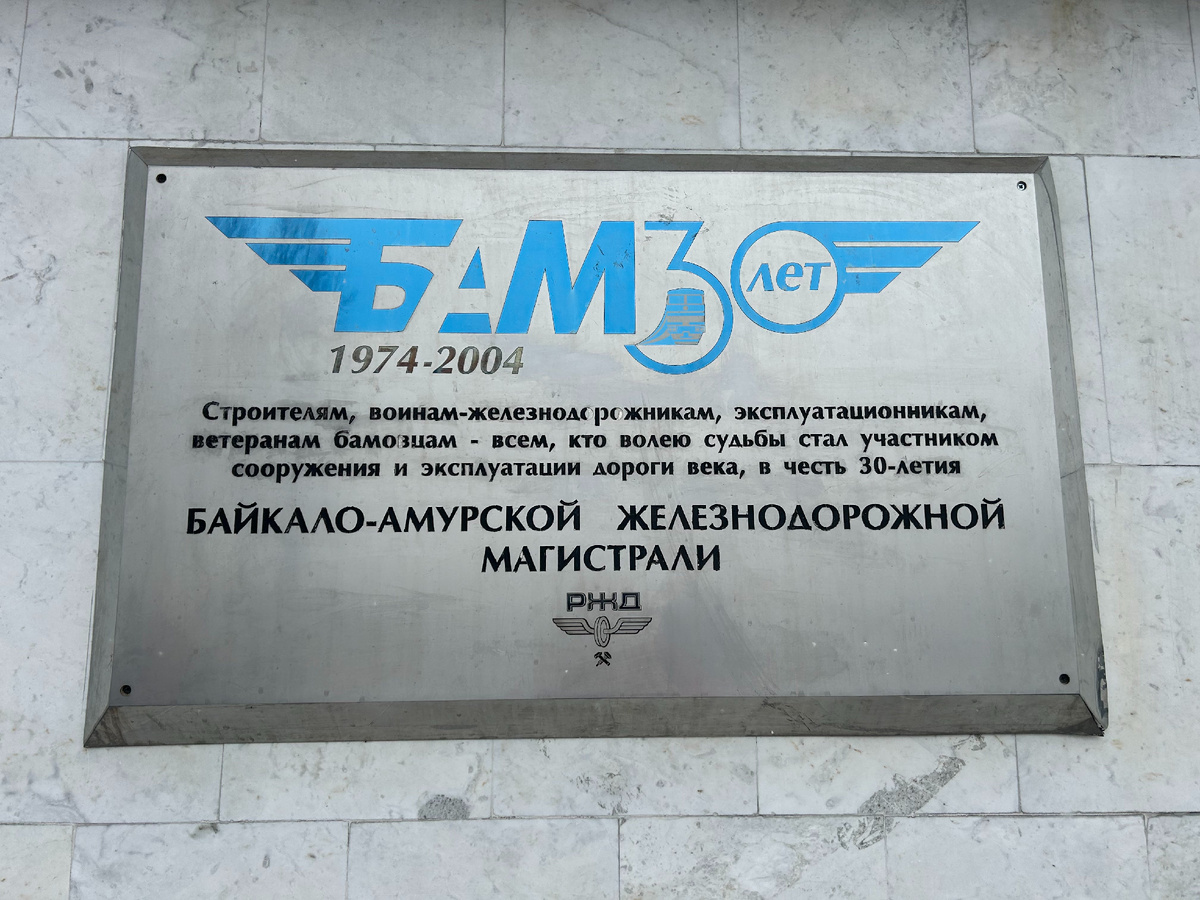 БАМ 30 лет
1974-2004
Строителям, воинам-железнодорожникам, эксплуатационникам,
ветеранам бамовцам - всем, кто волею судьбы стал участником
сооружения и эксплуатации дороги века, в честь 30-летия
БАЙКАЛО-АМУРСКОЙ ЖЕЛЕЗНОДОРОЖНОЙ
МАГИСТРАЛИ
РЖД